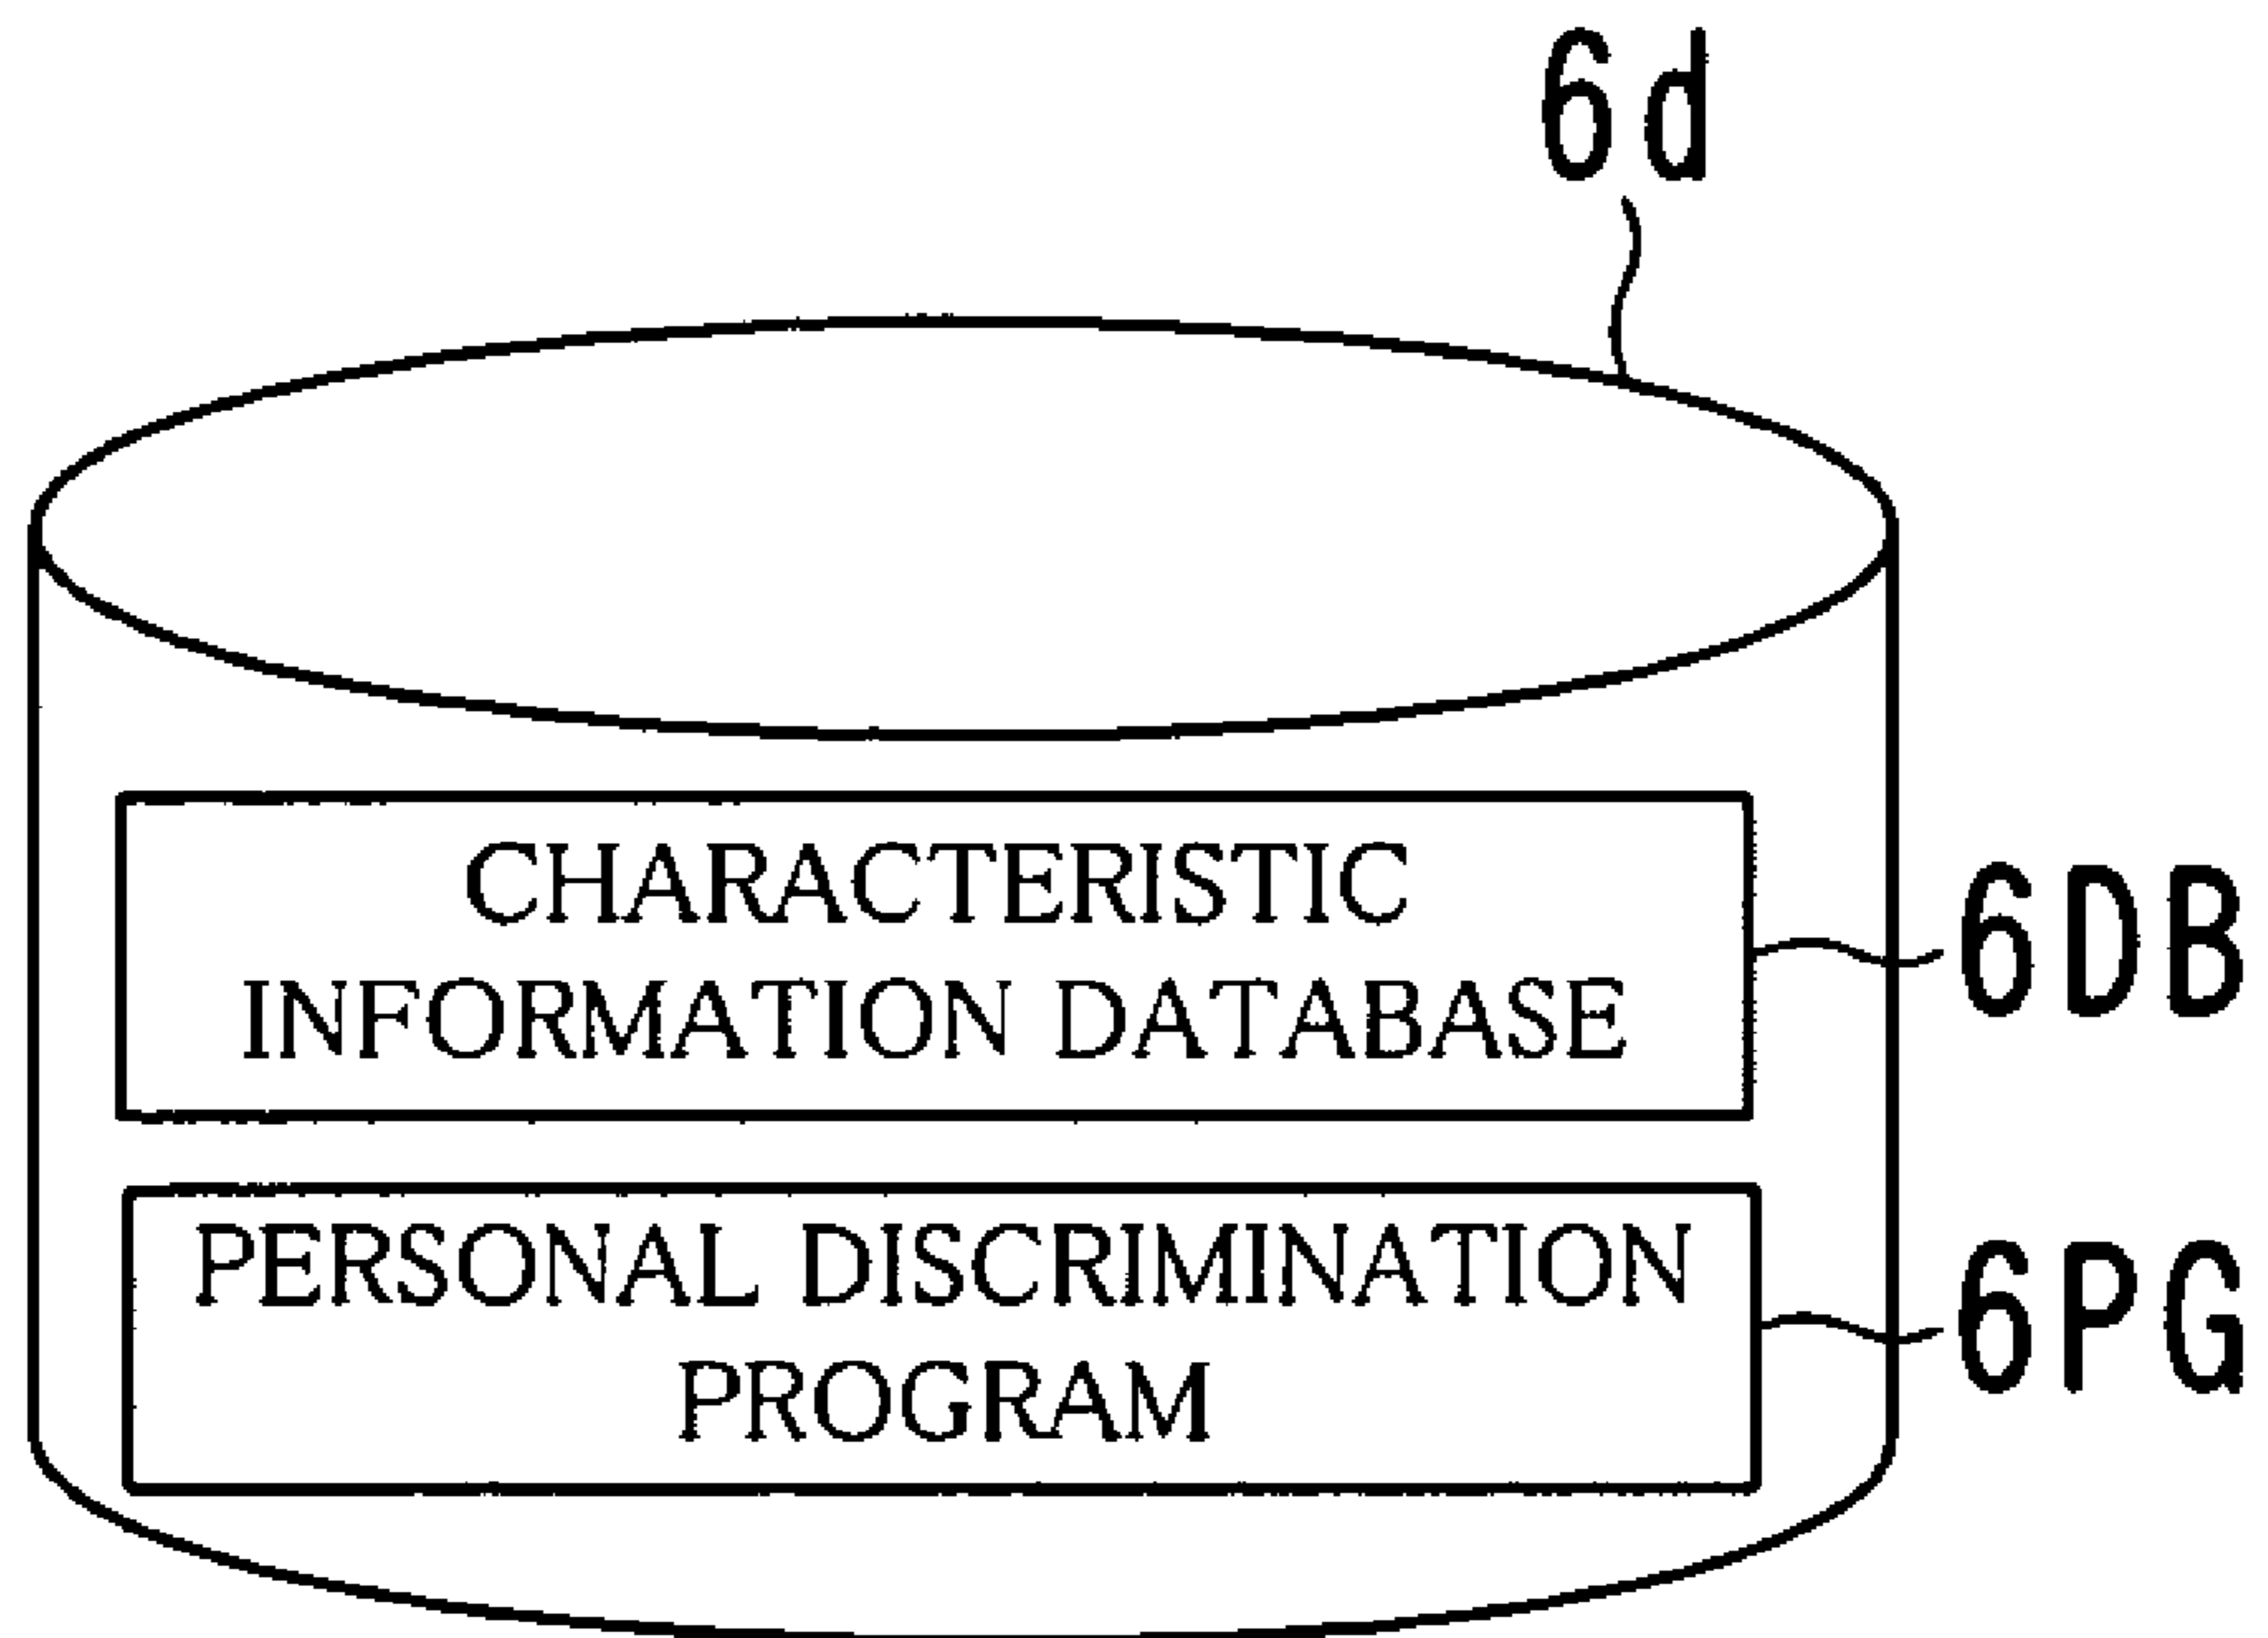 6d
CHARACTERISTIC
INFORMATION DATABASE
6DB
PERSONAL DISCRIMINATION
PROGRAM
6PG